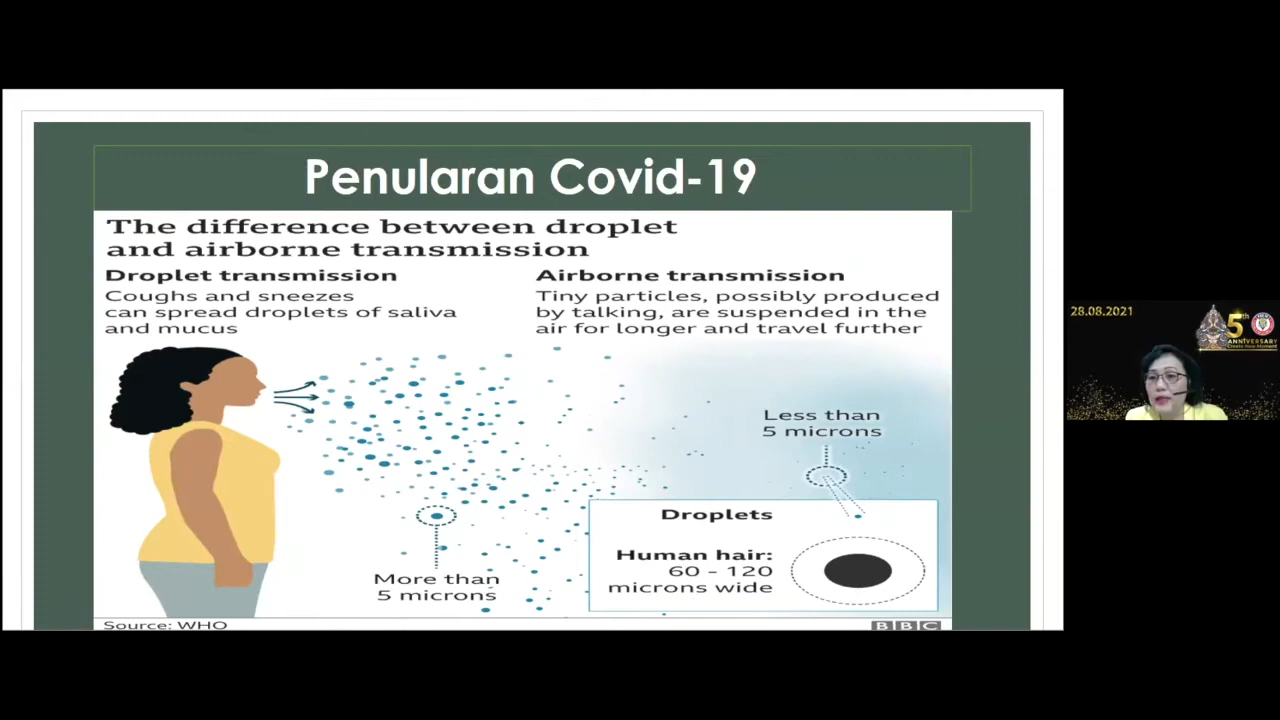 Penularan Covid-19
The difference between droplet
and airborne transmission
Droplet transmission
Coughs and sneezes
can spread droplets of saliva
and mucus
Airborne transmission
Tiny particles, possibly produced
by talking, are suspended in the
air for longer and travel further
Less than
5 microns
More than
5 microns
Droplets
Human hair:
60 - 120
microns wide
Source: WHO
BBC
28.08.2021
5th
ANNIVERSARY
Create New Moment